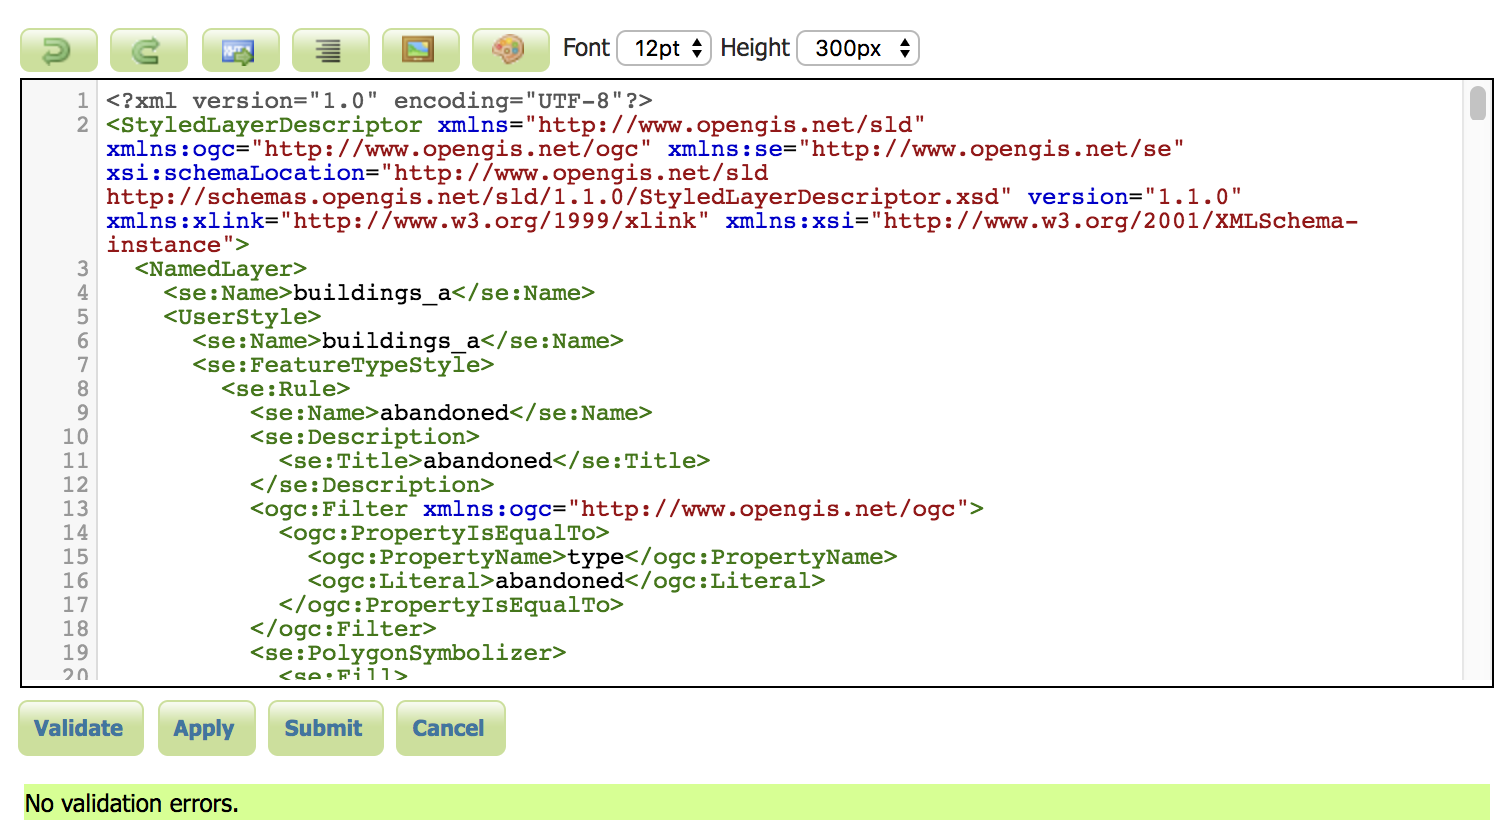 Font 12pt Height 300px
1 <?xml version="1.0" encoding="UTF-8"?>
2 <StyledLayerDescriptor xmlns="http://www.opengis.net/sld"
xmlns:ogc="http://www.opengis.net/ogc" xmlns:se="http://www.opengis.net/se"
xsi:schemaLocation="http://www.opengis.net/sld
http://schemas.opengis.net/sld/1.1.0/StyledLayerDescriptor.xsd" version="1.1.0"
xmlns:xlink="http://www.w3.org/1999/xlink" xmlns:xsi="http://www.w3.org/2001/XMLSchema-
instance">
3 <NamedLayer>
4 <se:Name>buildings_a</se:Name>
5 <UserStyle>
6 <se:Name>buildings_a</se:Name>
7 <se:FeatureTypeStyle>
8 <se:Rule>
9 <se:Name>abandoned</se:Name>
10 <se:Description>
11 <se:Title>abandoned</se:Title>
12 </se:Description>
13 <ogc:Filter xmlns:ogc="http://www.opengis.net/ogc">
14 <ogc:PropertyIsEqualTo>
15 <ogc:PropertyName>type</ogc:PropertyName>
16 <ogc:Literal>abandoned</ogc:Literal>
17 </ogc:PropertyIsEqualTo>
18 </ogc:Filter>
19 <se:PolygonSymbolizer>
20 <se:Fill>
Validate Apply Submit Cancel
No validation errors.